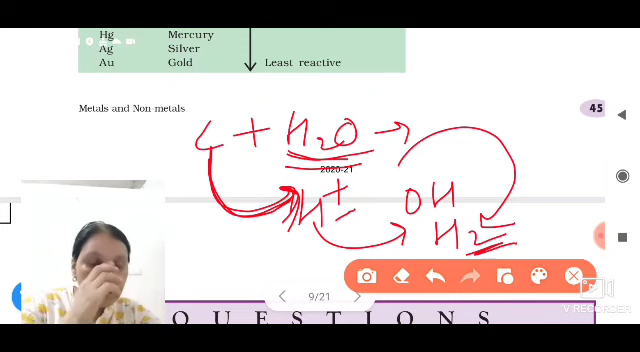 Hg Mercury
Ag Silver
Au Gold Least reactive
Metals and Non-metals 45
+ H2O →
2020-21
H+ OH
H2
9/21
V RECORDER
QUESTIONS